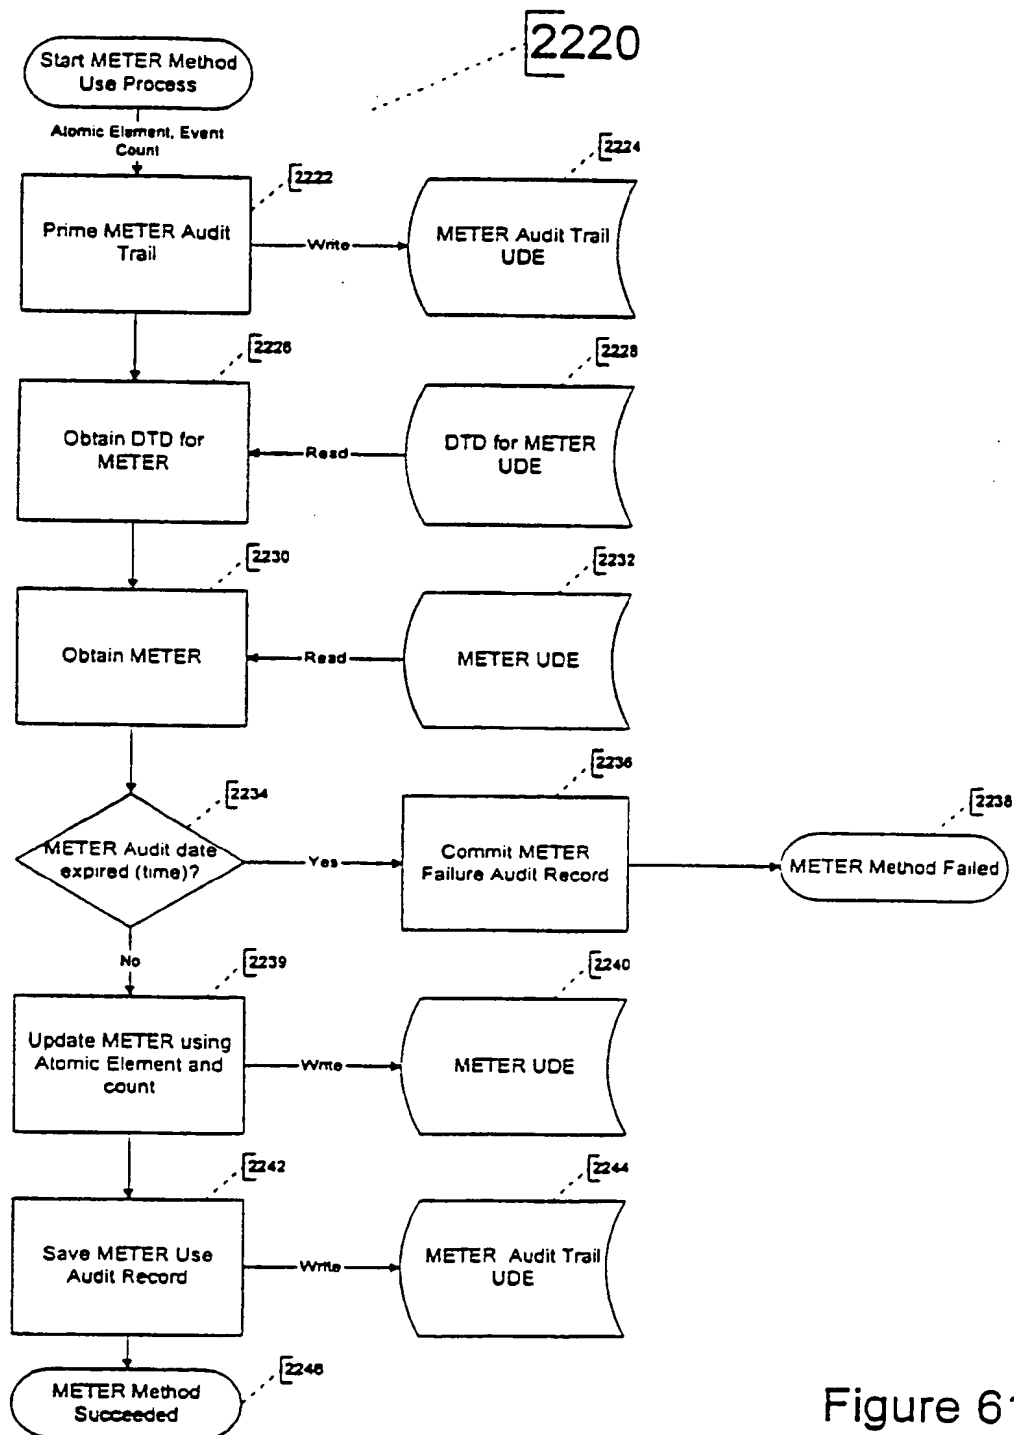 2220
Start METER Method
Use Process
Atomic Element, Event
Count
2222
2224
Prime METER Audit
Trail
Write
METER Audit Trail
UDE
2226
2228
Obtain DTD for
METER
Read
DTD for METER
UDE
2230
2232
Obtain METER
Read
METER UDE
2234
2236
2238
METER Audit date
expired (time)?
Yes
Commit METER
Failure Audit Record
METER Method Failed
No
2239
2240
Update METER using
Atomic Element and
count
Write
METER UDE
2242
2244
Save METER Use
Audit Record
Write
METER Audit Trail
UDE
2246
METER Method
Succeeded
Figure 61